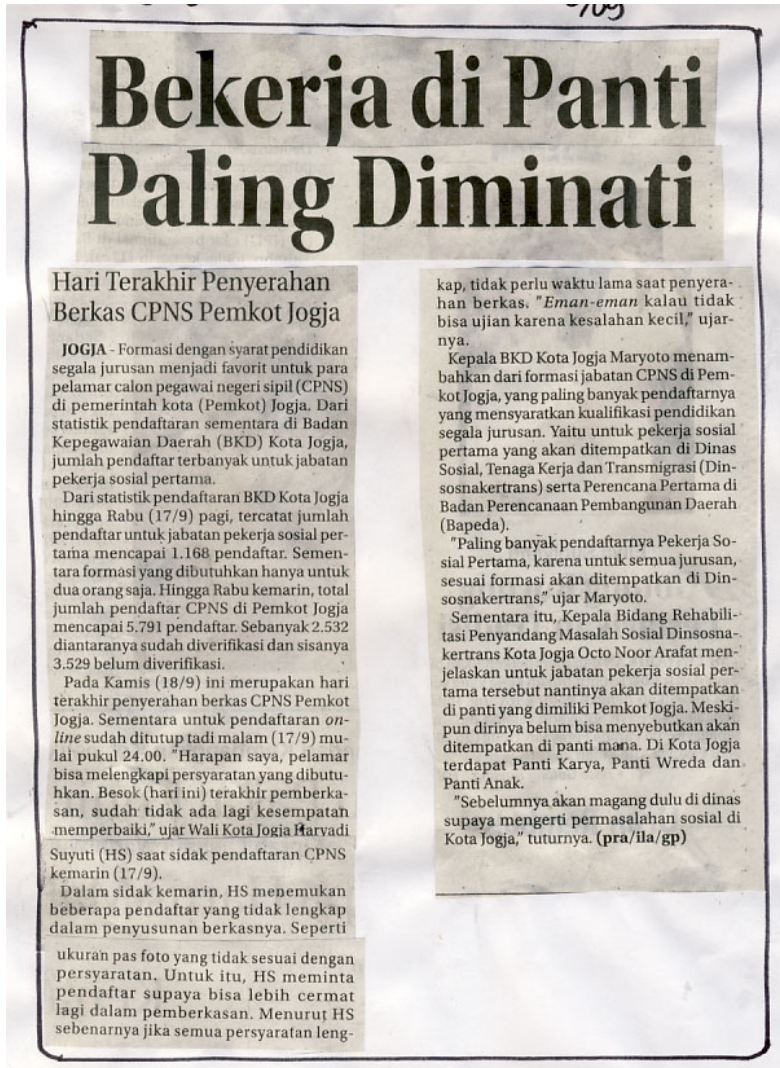 Bekerja di Panti
Paling Diminati
Hari Terakhir Penyerahan
Berkas CPNS Pemkot Jogja
JOGJA - Formasi dengan syarat pendidikan
segala jurusan menjadi favorit untuk para
pelamar calon pegawai negeri sipil (CPNS)
di pemerintah kota (Pemkot) Jogja. Dari
statistik pendaftaran sementara di Badan
Kepegawaian Daerah (BKD) Kota Jogja,
jumlah pendaftar terbanyak untuk jabatan
pekerja sosial pertama.
Dari statistik pendaftaran BKD Kota Jogja
hingga Rabu (17/9) pagi, tercatat jumlah
pendaftar untuk jabatan pekerja sosial per-
tama mencapai 1.168 pendaftar. Semen-
tara formasi yang dibutuhkan hanya untuk
dua orang saja. Hingga Rabu kemarin, total
jumlah pendaftar CPNS di Pemkot Jogja
mencapai 5.791 pendaftar. Sebanyak 2.532
diantaranya sudah diverifikasi dan sisanya
3.529 belum diverifikasi.
Pada Kamis (18/9) ini merupakan hari
terakhir penyerahan berkas CPNS Pemkot
Jogja. Sementara untuk pendaftaran on-
line sudah ditutup tadi malam (17/9) mu-
lai pukul 24.00. "Harapan saya, pelamar
bisa melengkapi persyaratan yang dibutu-
hkan. Besok (hari ini) terakhir pemberka-
san, sudah tidak ada lagi kesempatan
memperbaiki," ujar Wali Kota Jogja Haryadi
Suyuti (HS) saat sidak pendaftaran CPNS
kemarin (17/9).
Dalam sidak kemarin, HS menemukan
beberapa pendaftar yang tidak lengkap
dalam penyusunan berkasnya. Seperti
ukuran pas foto yang tidak sesuai dengan
persyaratan. Untuk itu, HS meminta
pendaftar supaya bisa lebih cermat
lagi dalam pemberkasan. Menurut HS
sebenarnya jika semua persyaratan leng-
kap, tidak perlu waktu lama saat penyera-
han berkas. "Eman-eman kalau tidak
bisa ujian karena kesalahan kecil," ujar-
nya.
Kepala BKD Kota Jogja Maryoto menam-
bahkan dari formasi jabatan CPNS di Pem-
kot Jogja, yang paling banyak pendaftarnya
yang mensyaratkan kualifikasi pendidikan
segala jurusan. Yaitu untuk pekerja sosial
pertama yang akan ditempatkan di Dinas
Sosial, Tenaga Kerja dan Transmigrasi (Din-
sosnakertrans) serta Perencana Pertama di
Badan Perencanaan Pembangunan Daerah
(Bapeda).
"Paling banyak pendaftarnya Pekerja So-
sial Pertama, karena untuk semua jurusan,
sesuai formasi akan ditempatkan di Din-
sosnakertrans," ujar Maryoto.
Sementara itu, Kepala Bidang Rehabili-
tasi Penyandang Masalah Sosial Dinsosna-
kertrans Kota Jogja Octo Noor Arafat men-
jelaskan untuk jabatan pekerja sosial per-
tama tersebut nantinya akan ditempatkan
di panti yang dimiliki Pemkot Jogja. Meski-
pun dirinya belum bisa menyebutkan akan
ditempatkan di panti mana. Di Kota Jogja
terdapat Panti Karya, Panti Wreda dan
Panti Anak.
"Sebelumnya akan magang dulu di dinas
supaya mengerti permasalahan sosial di
Kota Jogja," tuturnya. (pra/ila/gp)